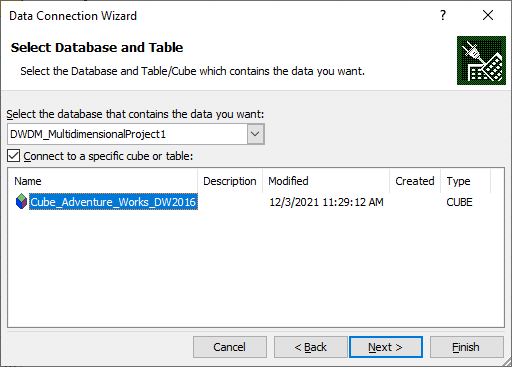 Data Connection Wizard
?
Select Database and Table
Select the Database and Table/Cube which contains the data you want.
Select the database that contains the data you want:
DWDM_MultidimensionalProject1
Connect to a specific cube or table:
Name Description Modified Created Type
Cube_Adventure_Works_DW2016 12/3/2021 11:29:12 AM CUBE
Cancel < Back Next > Finish